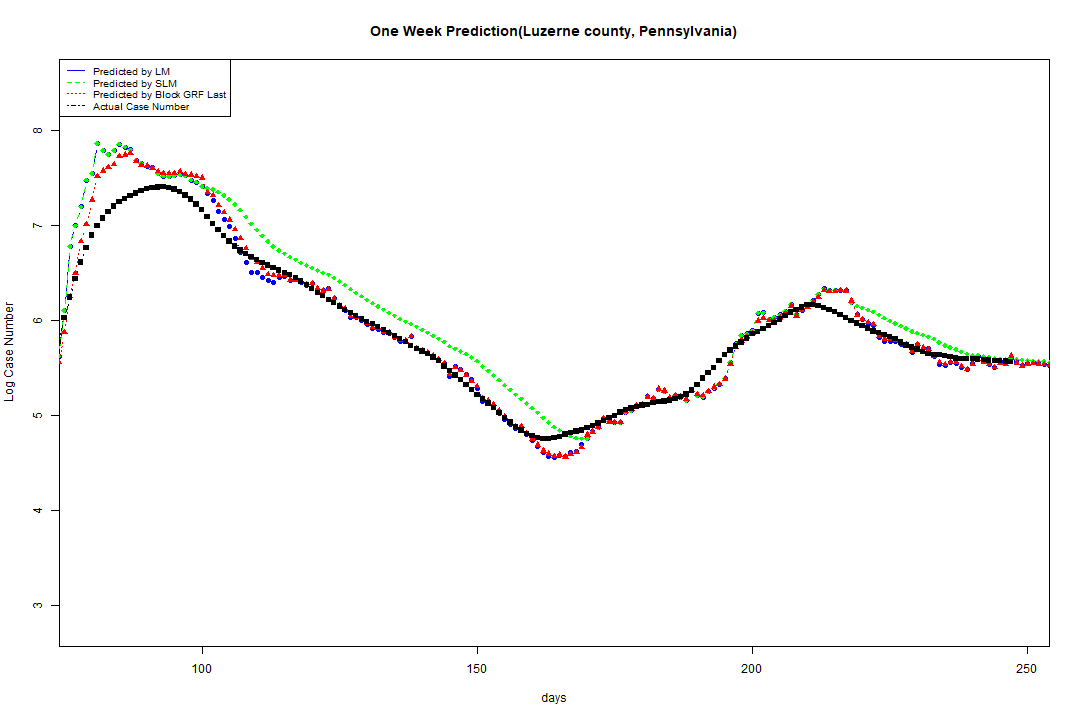 One Week Prediction(Luzerne county, Pennsylvania)
Predicted by LM
Predicted by SLM
Predicted by Block GRF Last
Actual Case Number
8
7
6
5
4
3
Log Case Number
100 150 200 250
days